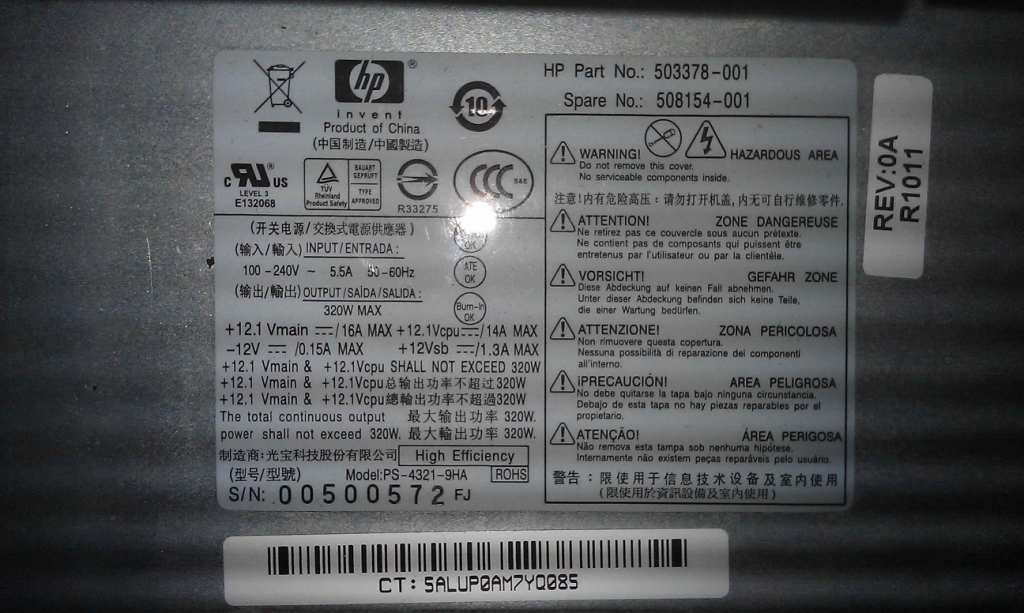 hp®
invent
Product of China
(中国制造/中國製造)
10
HP Part No.: 503378-001
Spare No.: 508154-001
c RU® US
LEVEL 3
E132068
TÜV
Rheinland
Product Safety
BAUART
GEPRÜFT
TYPE
APPROVED
R33275
CCC S&E
(开关电源/交換式電源供應器)
(输入/輸入) INPUT/ENTRADA:
100-240V ~ 5.5A 50-60Hz
(输出/輸出) OUTPUT/SAÍDA/SALIDA:
320W MAX
OK
ATE
OK
Burn-In
OK
+12.1 Vmain ⎓/16A MAX +12.1Vcpu⎓/14A MAX
-12V ⎓/0.15A MAX +12Vsb ⎓/1.3A MAX
+12.1 Vmain & +12.1Vcpu SHALL NOT EXCEED 320W
+12.1 Vmain & +12.1Vcpu总输出功率不超过320W
+12.1 Vmain & +12.1Vcpu總輸出功率不超過320W
The total continuous output 最大输出功率 320W.
power shall not exceed 320W. 最大輸出功率 320W.
制造商:光宝科技股份有限公司 High Efficiency
(型号/型號) Model:PS-4321-9HA ROHS
S/N: 00500572 FJ
WARNING! HAZARDOUS AREA
Do not remove this cover.
No serviceable components inside.
注意!内有危险高压:请勿打开机盖,内无可自行维修零件.
ATTENTION! ZONE DANGEREUSE
Ne retirez pas ce couvercle sous aucun prétexte.
Ne contient pas de composants qui puissent être
entretenus par l'utilisateur ou par la clientèle.
VORSICHT! GEFAHR ZONE
Diese Abdeckung auf keinen Fall abnehmen.
Unter dieser Abdeckung befinden sich keine Teile,
die einer Wartung bedürfen.
ATTENZIONE! ZONA PERICOLOSA
Non rimuovere questa copertura.
Nessuna possibilità di reparazione dei componenti
all'interno.
¡PRECAUCIÓN! AREA PELIGROSA
No debe quitarse la tapa bajo ninguna circunstancia.
Debajo de esta tapa no hay piezas reparables por el
propietario.
ATENÇÃO! ÁREA PERIGOSA
Não remova esta tampa sob nenhuma hipótese.
Internamente não existem peças reparáveis pelo usuário.
警告:限使用于信息技术设备及室内使用
(限使用於資訊設備及室內使用)
REV:0A
R1011
CT: 5ALUP0AM7YQ085